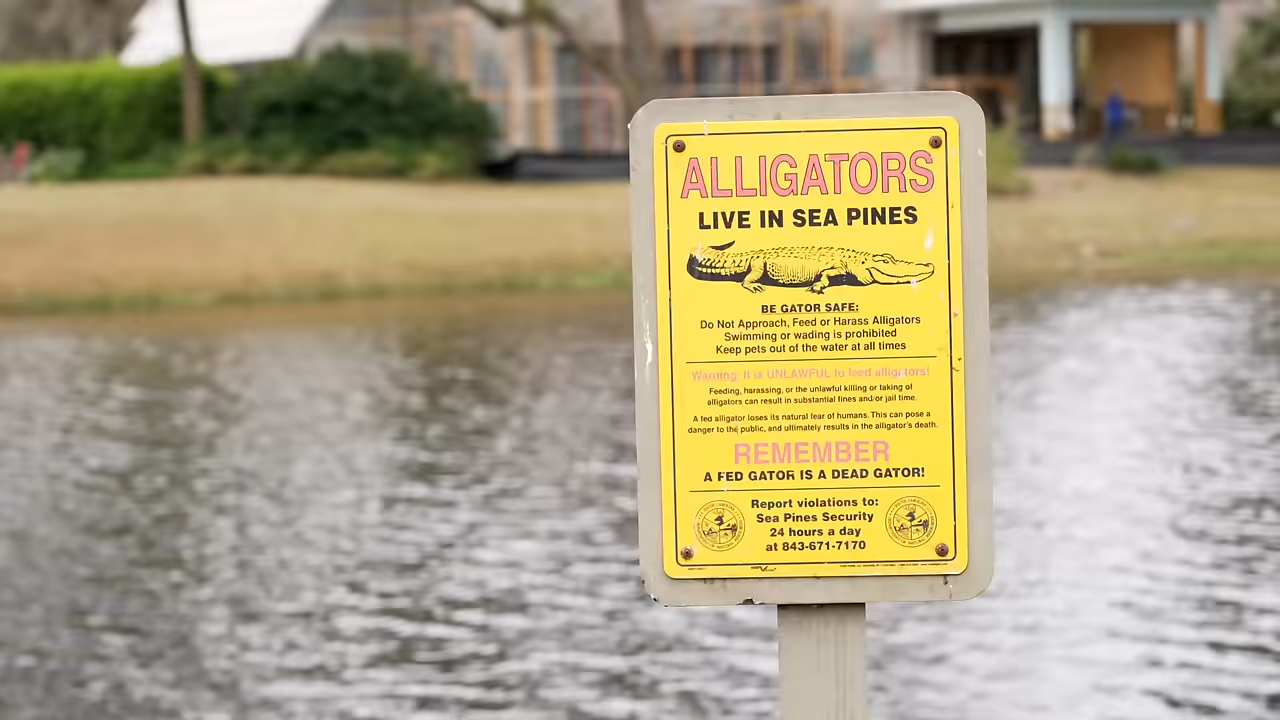 ALLIGATORS
LIVE IN SEA PINES
BE GATOR SAFE:
Do Not Approach, Feed or Harass Alligators
Swimming or wading is prohibited
Keep pets out of the water at all times
Warning: It is UNLAWFUL to feed alligators!
Feeding, harassing, or the unlawful killing or taking of
alligators can result in substantial fines and/or jail time.
A fed alligator loses its natural fear of humans. This can pose a
danger to the public, and ultimately results in the alligator's death.
REMEMBER
A FED GATOR IS A DEAD GATOR!
Report violations to:
Sea Pines Security
24 hours a day
at 843-671-7170